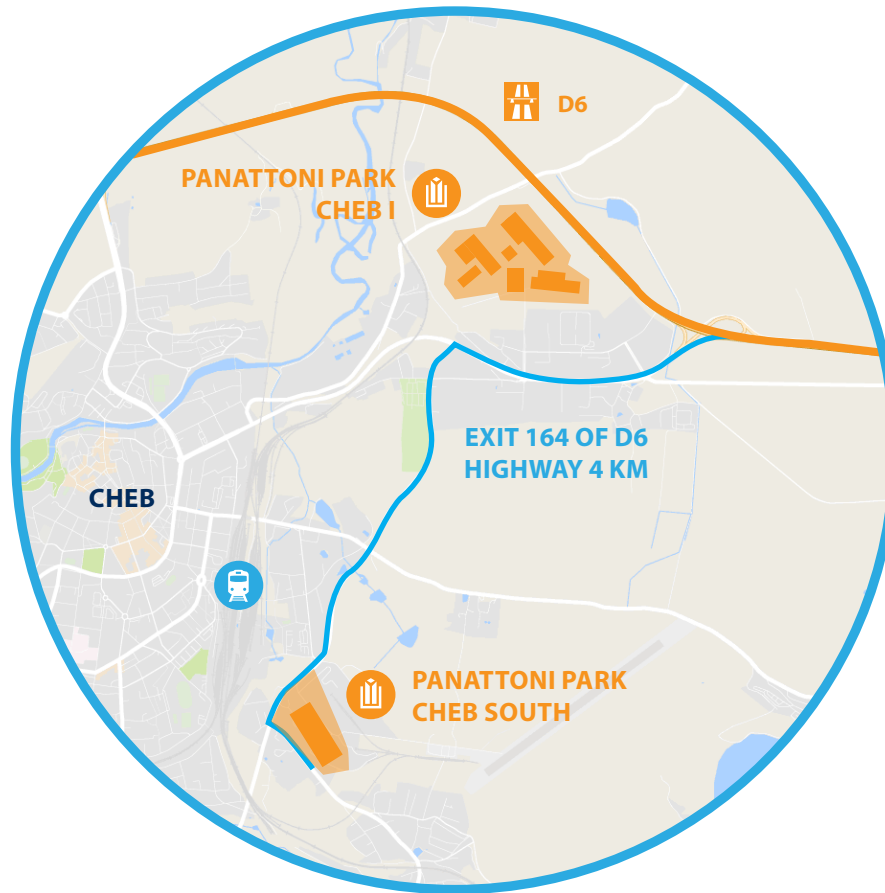 D6
PANATTONI PARK
CHEB I
EXIT 164 OF D6
HIGHWAY 4 KM
CHEB
PANATTONI PARK
CHEB SOUTH